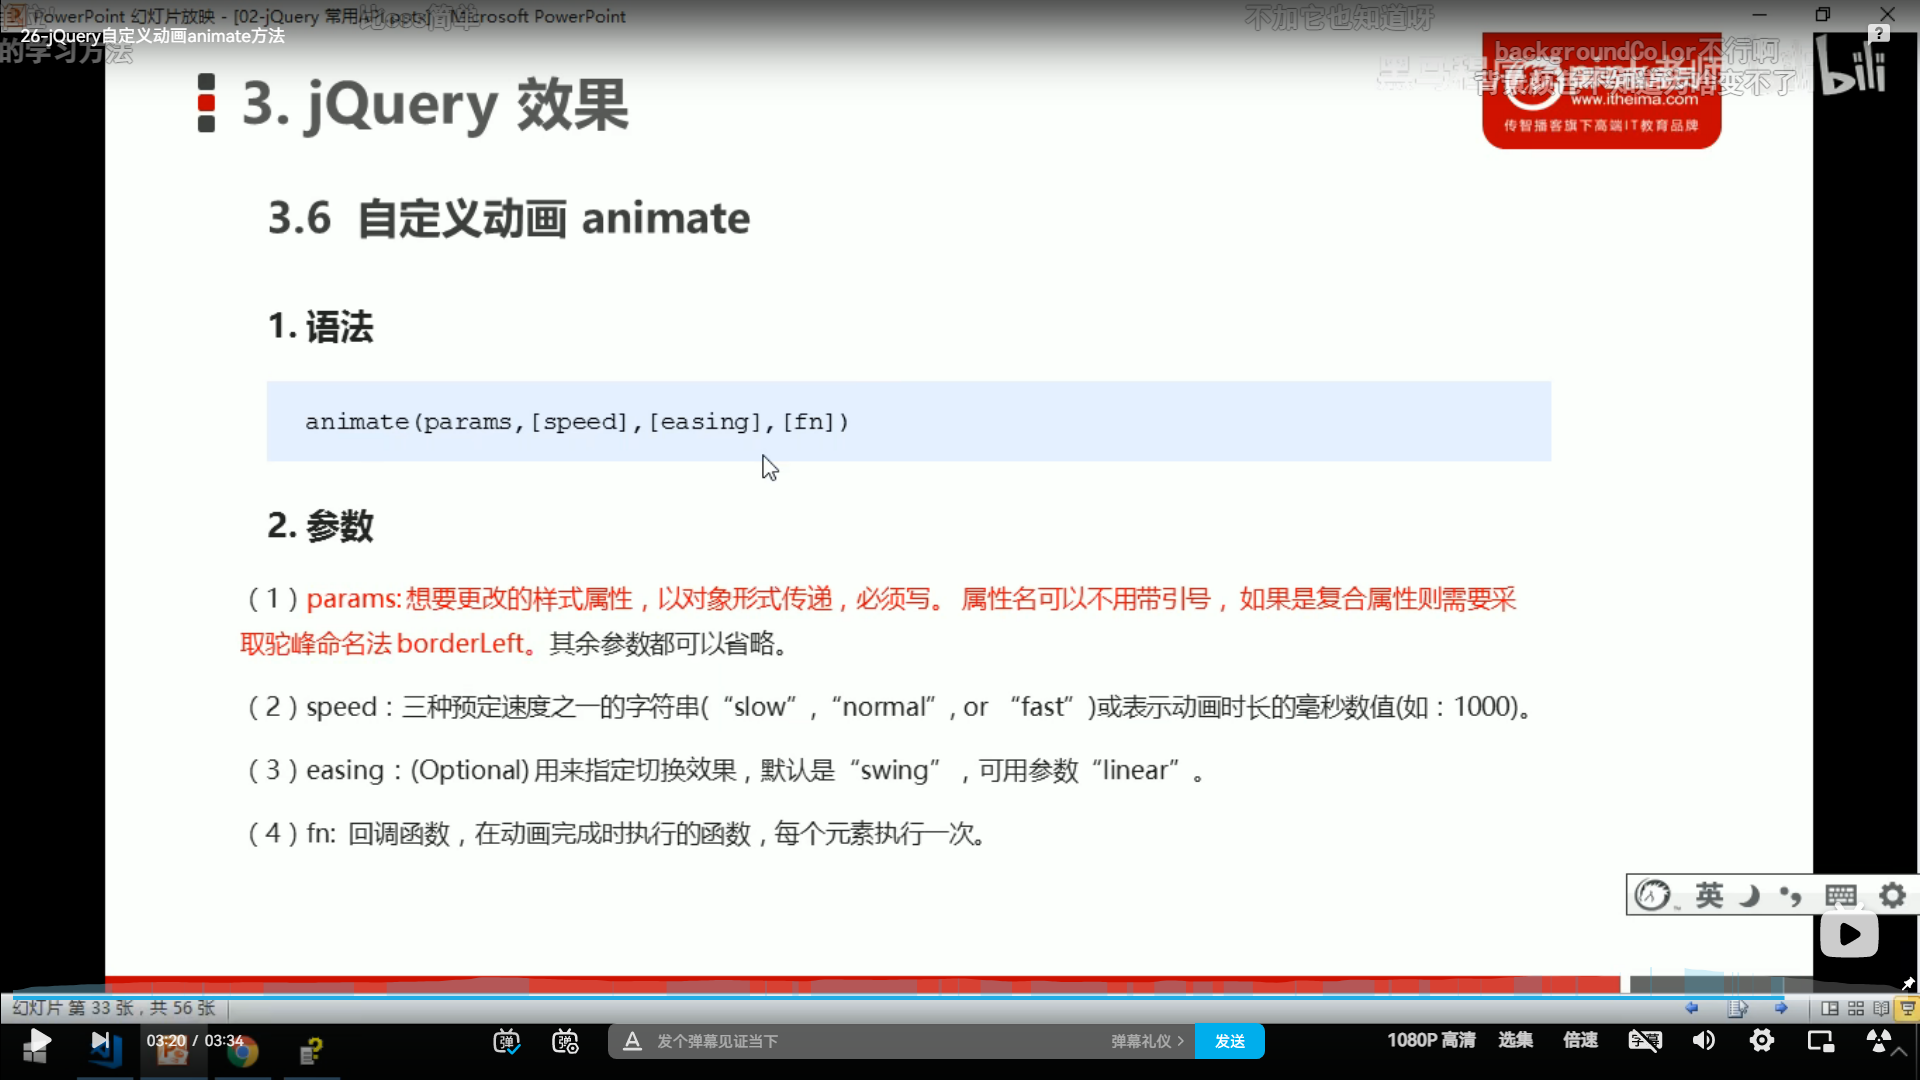 PowerPoint 幻灯片放映 - [02-jQuery 常用API.pptx] - Microsoft PowerPoint
不加它也知道呀
26-jQuery自定义动画animate方法
的学习方法
backgroundColor不行啊
3. jQuery 效果
www.itheima.com
传智播客旗下高端IT教育品牌
bili
3.6 自定义动画 animate
1. 语法
animate(params,[speed],[easing],[fn])
2. 参数
（1）params: 想要更改的样式属性，以对象形式传递，必须写。 属性名可以不用带引号， 如果是复合属性则需要采
取驼峰命名法 borderLeft。其余参数都可以省略。
（2）speed：三种预定速度之一的字符串(“slow”,“normal”, or “fast”)或表示动画时长的毫秒数值(如：1000)。
（3）easing：(Optional) 用来指定切换效果，默认是“swing”，可用参数“linear”。
（4）fn: 回调函数，在动画完成时执行的函数，每个元素执行一次。
英
幻灯片 第 33 张，共 56 张
03:20 / 03:34
弹
弹
A 发个弹幕见证当下
弹幕礼仪 >
发送
1080P 高清
选集
倍速
字幕